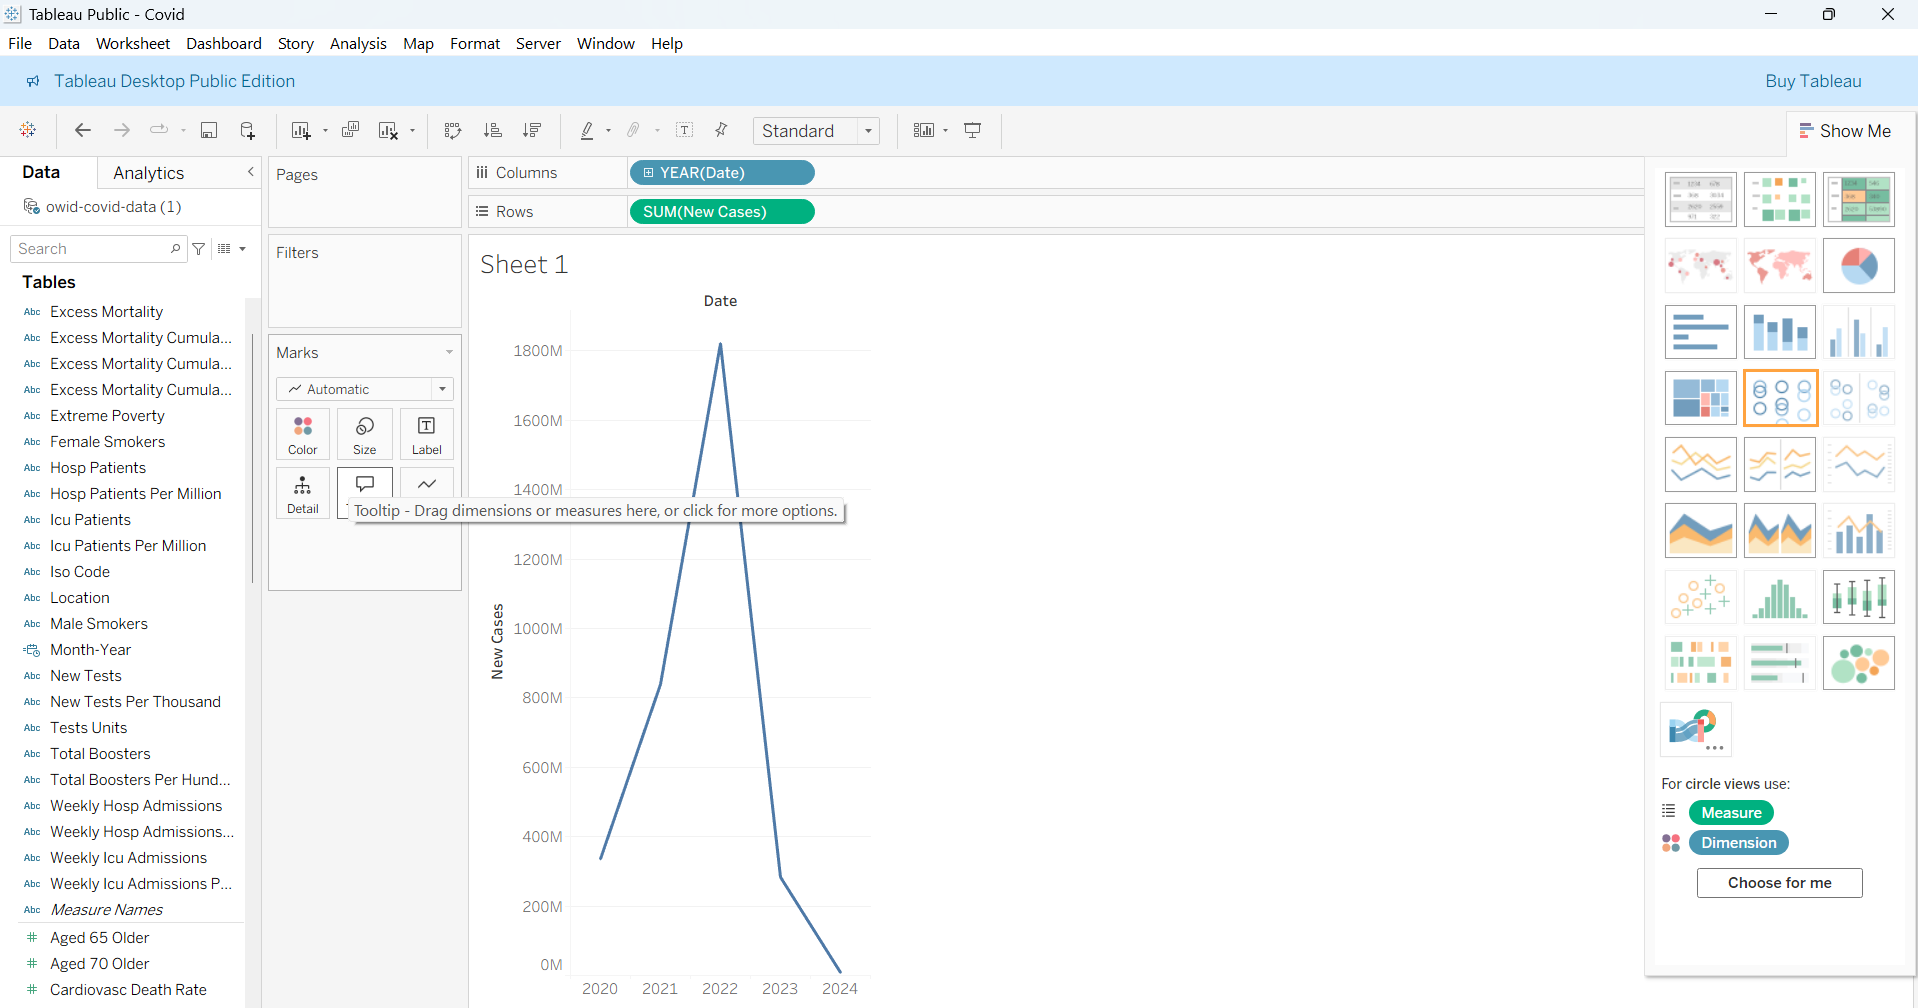 Tableau Public - Covid
File Data Worksheet Dashboard Story Analysis Map Format Server Window Help
Tableau Desktop Public Edition
Buy Tableau
Standard
Show Me
Data
Analytics
owid-covid-data (1)
Search
Tables
Abc Excess Mortality
Abc Excess Mortality Cumula...
Abc Excess Mortality Cumula...
Abc Excess Mortality Cumula...
Abc Extreme Poverty
Abc Female Smokers
Abc Hosp Patients
Abc Hosp Patients Per Million
Abc Icu Patients
Abc Icu Patients Per Million
Abc Iso Code
Abc Location
Abc Male Smokers
Month-Year
Abc New Tests
Abc New Tests Per Thousand
Abc Tests Units
Abc Total Boosters
Abc Total Boosters Per Hund...
Abc Weekly Hosp Admissions
Abc Weekly Hosp Admissions...
Abc Weekly Icu Admissions
Abc Weekly Icu Admissions P...
Abc Measure Names
# Aged 65 Older
# Aged 70 Older
# Cardiovasc Death Rate
Pages
Filters
Marks
Automatic
Color
Size
Label
Detail
Tooltip - Drag dimensions or measures here, or click for more options.
Columns
YEAR(Date)
Rows
SUM(New Cases)
Sheet 1
Date
New Cases
1800M
1600M
1400M
1200M
1000M
800M
600M
400M
200M
0M
2020 2021 2022 2023 2024
For circle views use:
Measure
Dimension
Choose for me